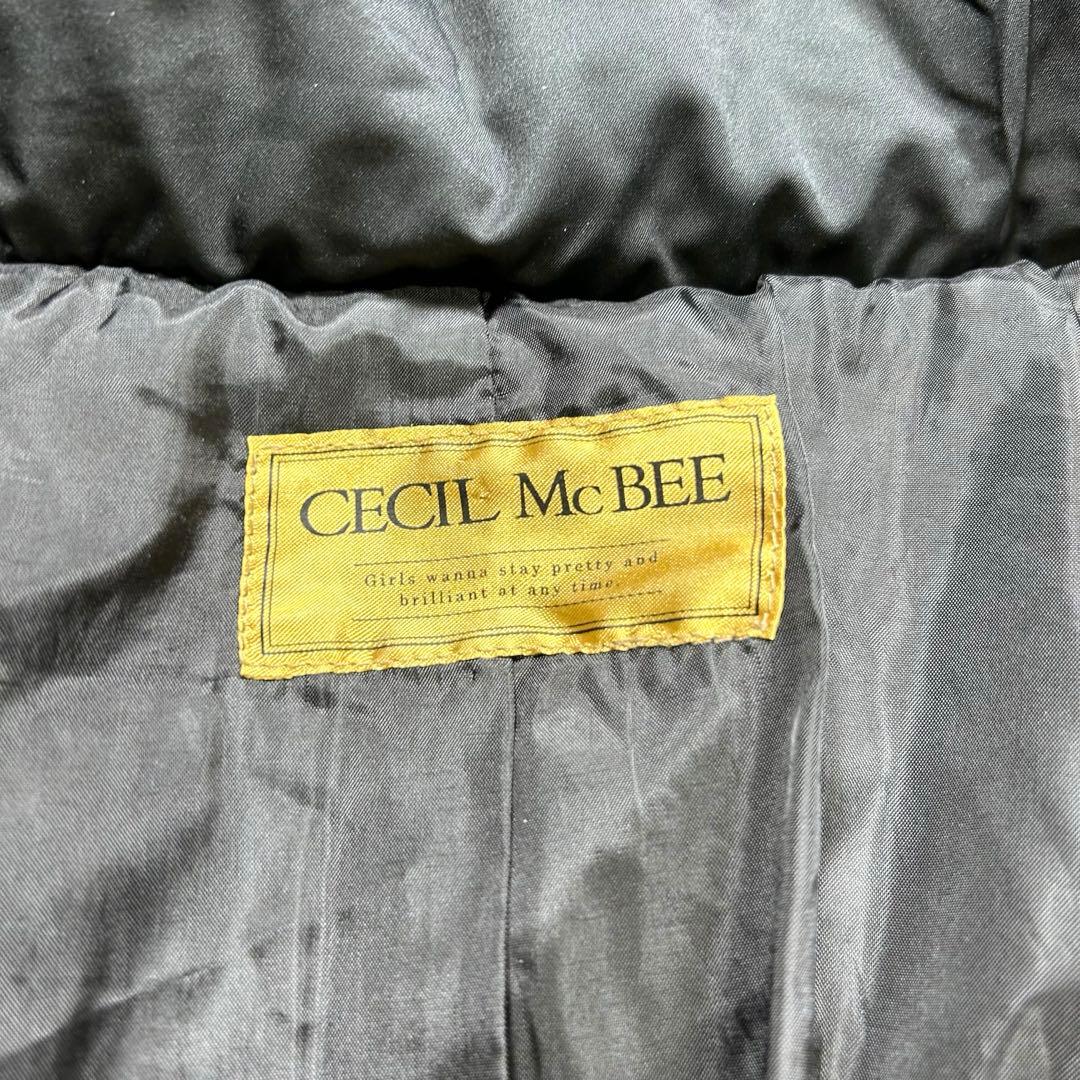 CECIL McBEE
Girls wanna stay pretty and
brilliant at any time.